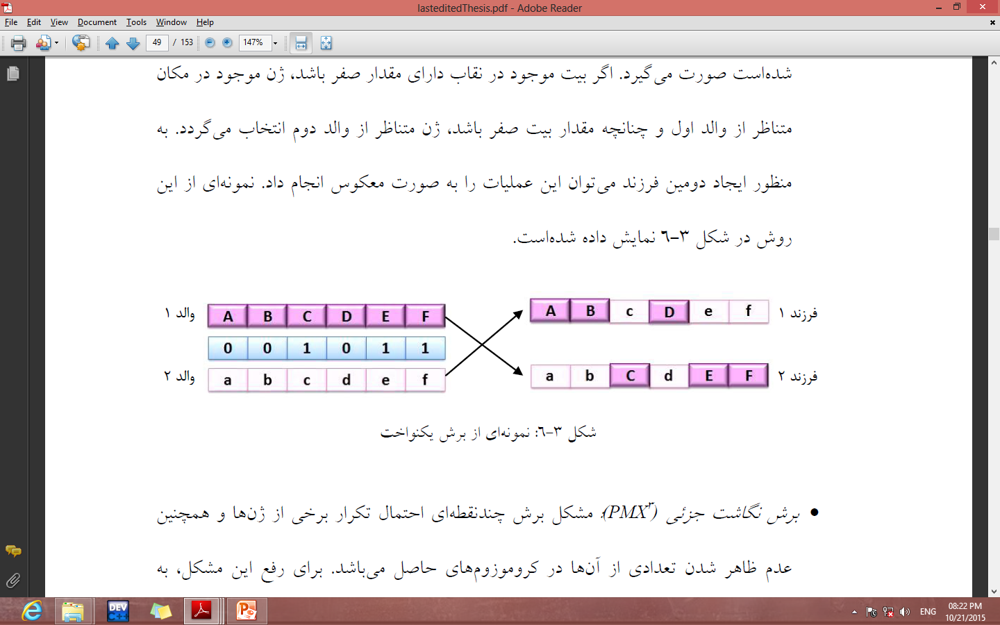 lasteditedThesis.pdf - Adobe Reader
File Edit View Document Tools Window Help
49 / 153 147%
شده‌است صورت می‌گیرد. اگر بیت موجود در نقاب دارای مقدار صفر باشد، ژن موجود در مکان
متناظر از والد اول و چنانچه مقدار بیت صفر باشد، ژن متناظر از والد دوم انتخاب می‌گردد. به
منظور ایجاد دومین فرزند می‌توان این عملیات را به صورت معکوس انجام داد. نمونه‌ای از این
روش در شکل ۳-۶ نمایش داده شده‌است.
والد ۱
A B C D E F
0 0 1 0 1 1
والد ۲
a b c d e f
فرزند ۱
A B c D e f
فرزند ۲
a b C d E F
شکل ۳-۶: نمونه‌ای از برش یکنواخت
• برش نگاشت جزئی (PMX۳): مشکل برش چندنقطه‌ای احتمال تکرار برخی از ژن‌ها و همچنین
عدم ظاهر شدن تعدادی از آن‌ها در کروموزوم‌های حاصل می‌باشد. برای رفع این مشکل، به
DEV C++
ENG
08:22 PM
10/21/2015